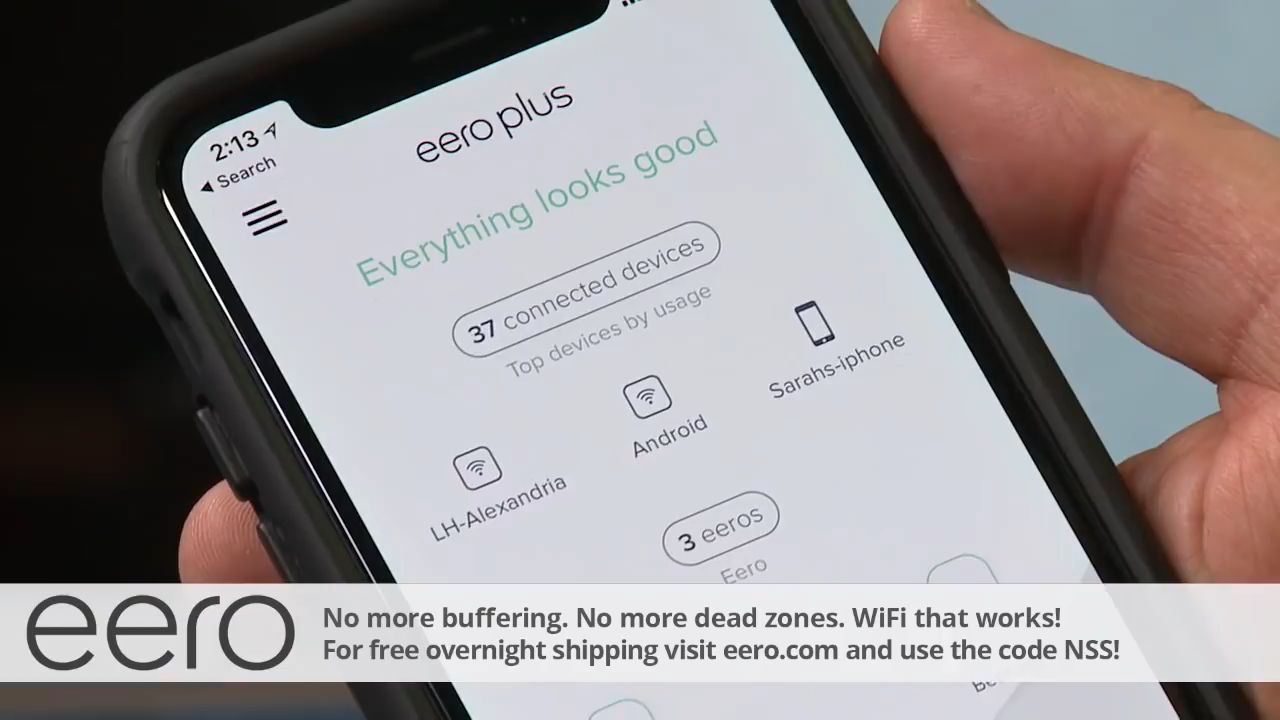 2:13
Search
eero plus
Everything looks good
37 connected devices
Top devices by usage
LH-Alexandria
Android
Sarahs-iphone
3 eeros
Eero
eero
No more buffering. No more dead zones. WiFi that works!
For free overnight shipping visit eero.com and use the code NSS!